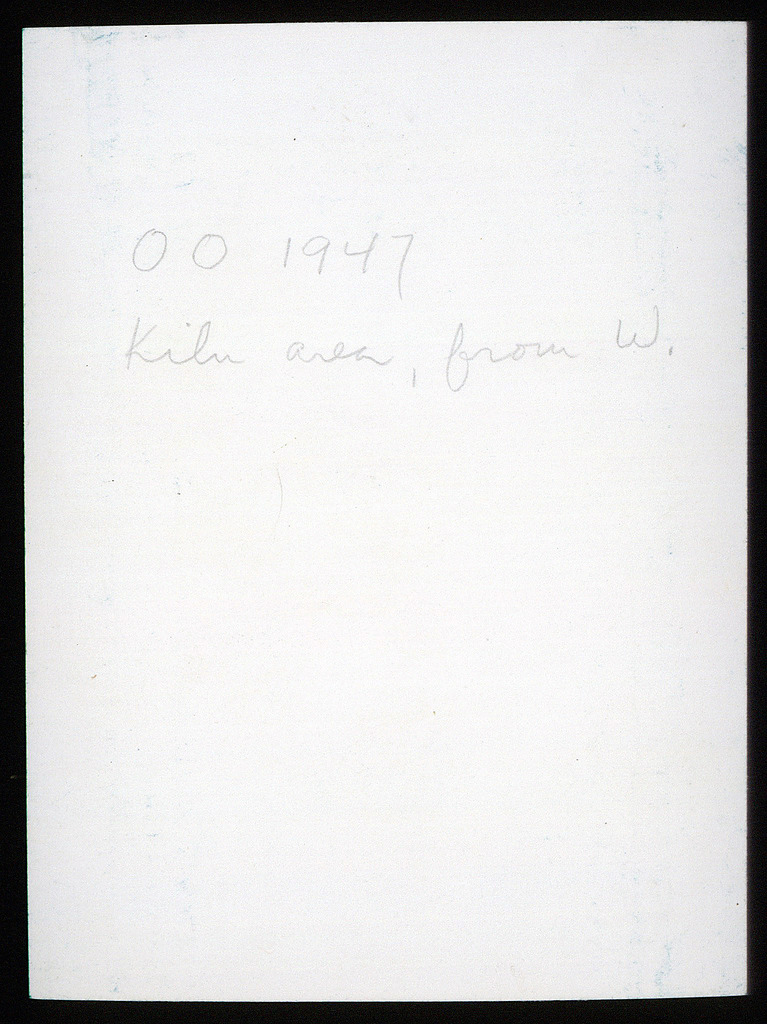 OO 1947
Kiln area, from W.